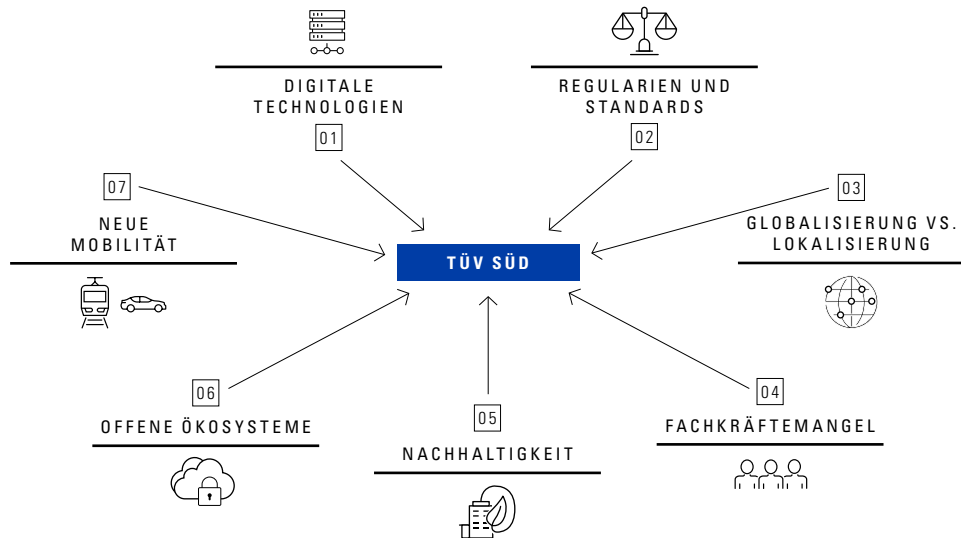 DIGITALE
TECHNOLOGIEN
01
REGULARIEN UND
STANDARDS
02
03
GLOBALISIERUNG VS.
LOKALISIERUNG
07
NEUE
MOBILITÄT
TÜV SÜD
06
OFFENE ÖKOSYSTEME
05
NACHHALTIGKEIT
04
FACHKRÄFTEMANGEL